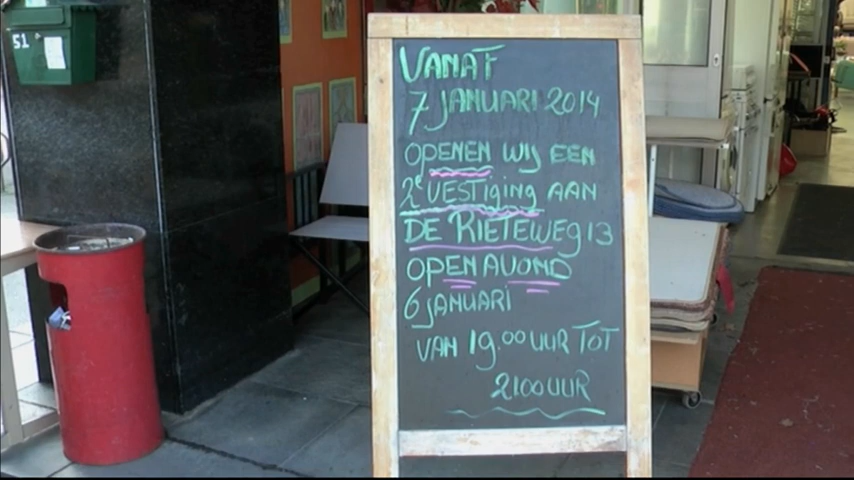 51
VANAF
7 JANUARI 2014
OPENEN WIJ EEN
2e VESTIGING AAN
DE RIETEWEG 13
OPEN AVOND
6 JANUARI
VAN 19.00 UUR TOT
21.00 UUR